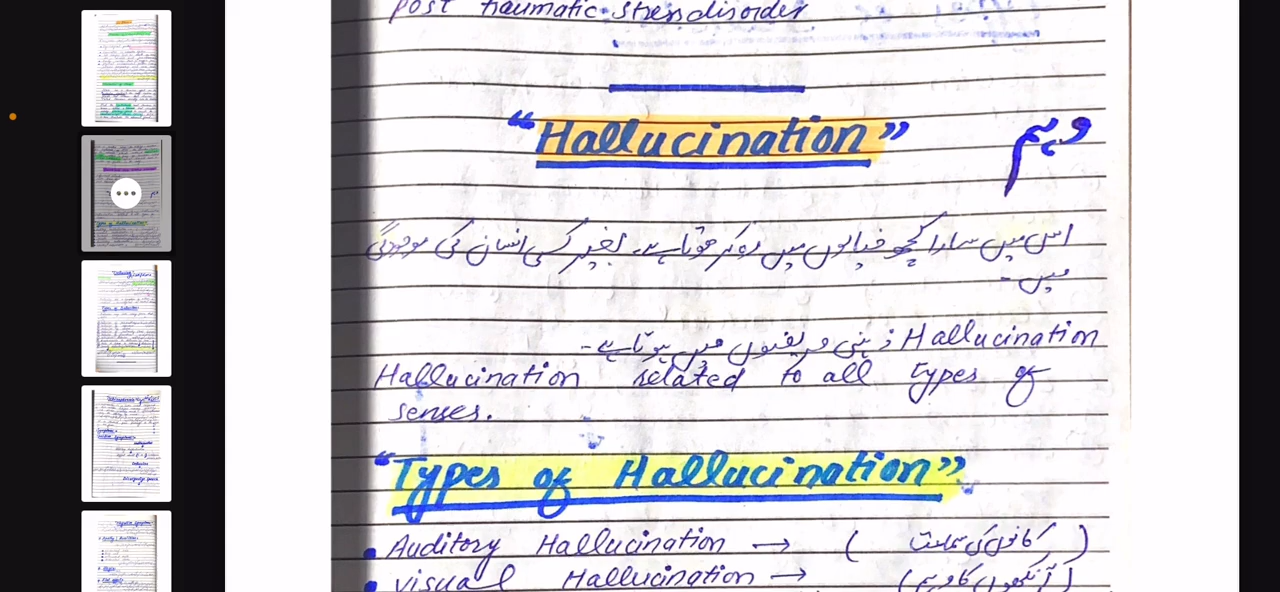 Post traumatic stress disorder
"Hallucination" وہم
اس میں سارا کچھ خیالوں میں ہوتا ہے۔ بغیر کسی انسان کی موجودگی
میں۔
Hallucination ذہنی مریضوں میں ہوتا ہے۔
Hallucination related to all types of
senses.
"Types of Hallucination"
• Auditory Hallucination → (کانوں کی)
• Visual Hallucination → (آنکھوں کا وہم)